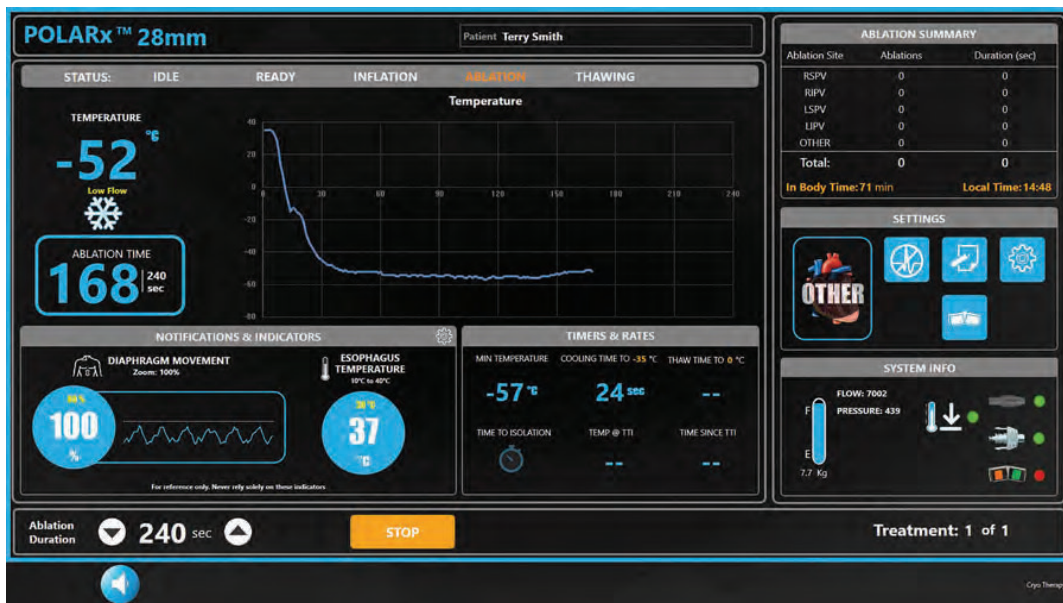 POLARx™ 28mm
Patient Terry Smith
STATUS: IDLE READY INFLATION ABLATION THAWING
TEMPERATURE
-52 °C
Low Flow
ABLATION TIME
168 240 sec
Temperature
40
20
0
-20
-40
-60
-80
0 30 60 90 120 150 180 210 240
NOTIFICATIONS & INDICATORS
DIAPHRAGM MOVEMENT
Zoom: 100%
100
%
ESOPHAGUS
TEMPERATURE
10°C to 40°C
37
°C
For reference only. Never rely solely on these indicators
TIMERS & RATES
MIN TEMPERATURE COOLING TIME TO -35 °C THAW TIME TO 0 °C
-57 °C 24 sec --
TIME TO ISOLATION TEMP @ TTI TIME SINCE TTI
-- --
ABLATION SUMMARY
Ablation Site Ablations Duration (sec)
RSPV 0 0
RIPV 0 0
LSPV 0 0
LIPV 0 0
OTHER 0 0
Total: 0 0
In Body Time: 71 min Local Time: 14:48
SETTINGS
OTHER
SYSTEM INFO
FLOW: 7002
PRESSURE: 439
F
E
7.7 Kg
Ablation
Duration
240 sec
STOP
Treatment: 1 of 1
Cryo